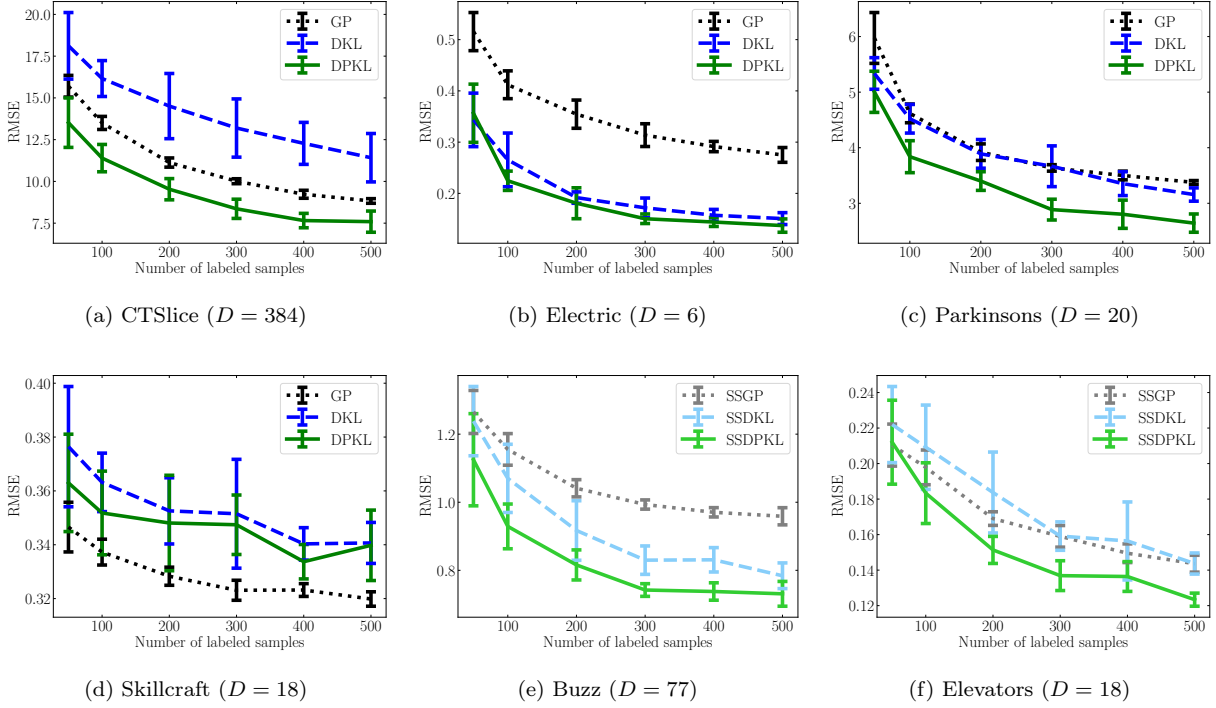 20.0
17.5
15.0
12.5
10.0
7.5
RMSE
100 200 300 400 500
Number of labeled samples
GP
DKL
DPKL
(a) CTSlice (D = 384)
0.5
0.4
0.3
0.2
RMSE
100 200 300 400 500
Number of labeled samples
GP
DKL
DPKL
(b) Electric (D = 6)
6
5
4
3
RMSE
100 200 300 400 500
Number of labeled samples
GP
DKL
DPKL
(c) Parkinsons (D = 20)
0.40
0.38
0.36
0.34
0.32
RMSE
100 200 300 400 500
Number of labeled samples
GP
DKL
DPKL
(d) Skillcraft (D = 18)
1.2
1.0
0.8
RMSE
100 200 300 400 500
Number of labeled samples
SSGP
SSDKL
SSDPKL
(e) Buzz (D = 77)
0.24
0.22
0.20
0.18
0.16
0.14
0.12
RMSE
100 200 300 400 500
Number of labeled samples
SSGP
SSDKL
SSDPKL
(f) Elevators (D = 18)